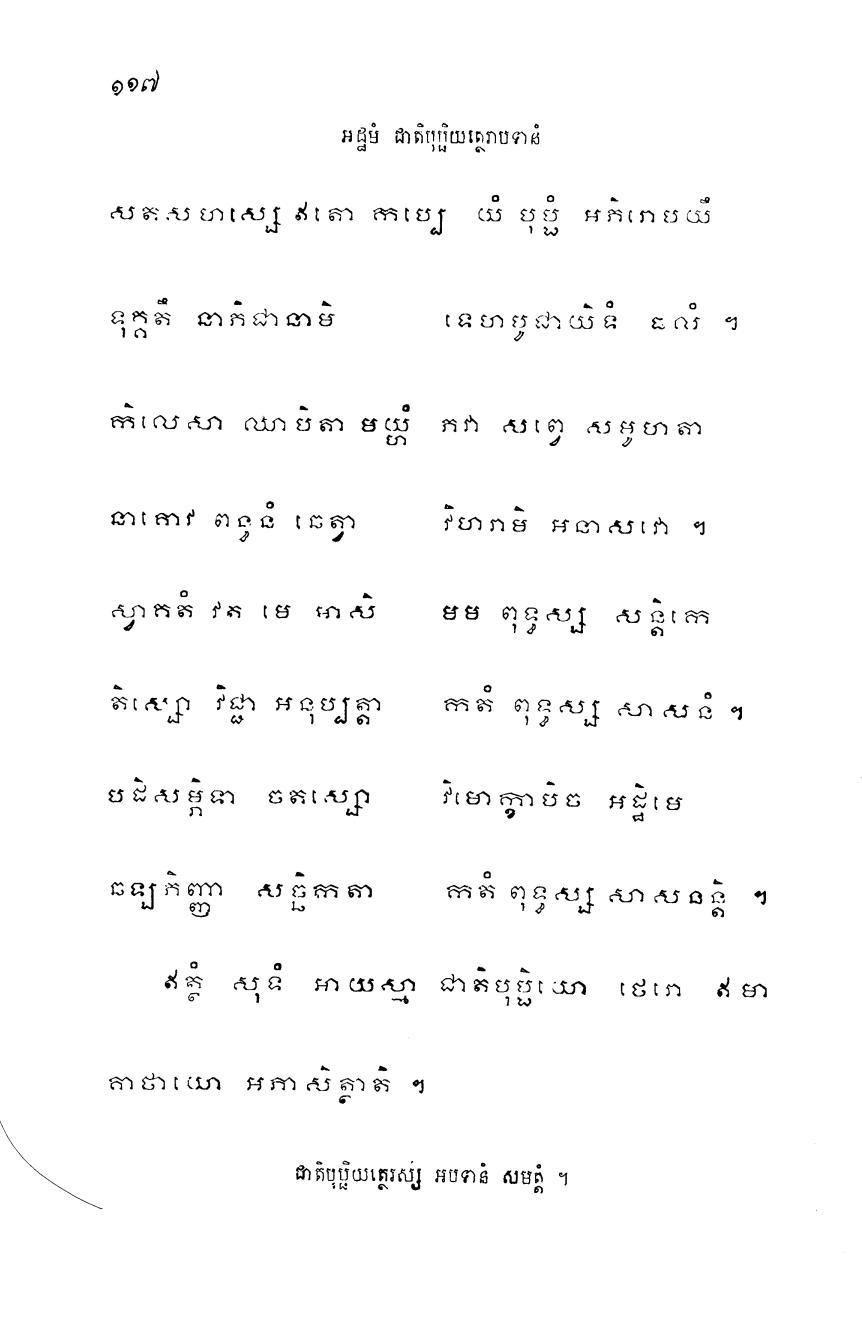 ១១៧
អដ្ឋមំ ជាតិបុប្ផិយត្ថេរាបទានំ
សតសហស្សេ ឥតោ កប្បេ យំ បុប្ផំ អភិរោបយឹ
ទុក្កតឹ នាភិជានាមិ ទេហបូជាយិទំ ផលំ ។
កិលេសា ឈាបិតា មយ្ហំ ភវា សព្វេ សមូហតា
នាគោវ ពន្ធនំ ឆេត្វា វិហរាមិ អនាសវោ ។
ស្វាគតំ វត មេ អាសិ មម ពុទ្ធស្ស សន្តិកេ
តិស្សោ វិជ្ជា អនុប្បត្តា កតំ ពុទ្ធស្ស សាសនំ ។
បដិសម្ភិទា ចតស្សោ វិមោក្ខាបិច អដ្ឋិមេ
ឆឡភិញ្ញា សច្ឆិកតា កតំ ពុទ្ធស្ស សាសនន្តិ ។
ឥត្ថំ សុទំ អាយស្មា ជាតិបុប្ផិយោ ថេរោ ឥមា
គាថាយោ អភាសិត្ថាតិ ។
ជាតិបុប្ផិយត្ថេរស្ស អបទានំ សមត្តំ ។